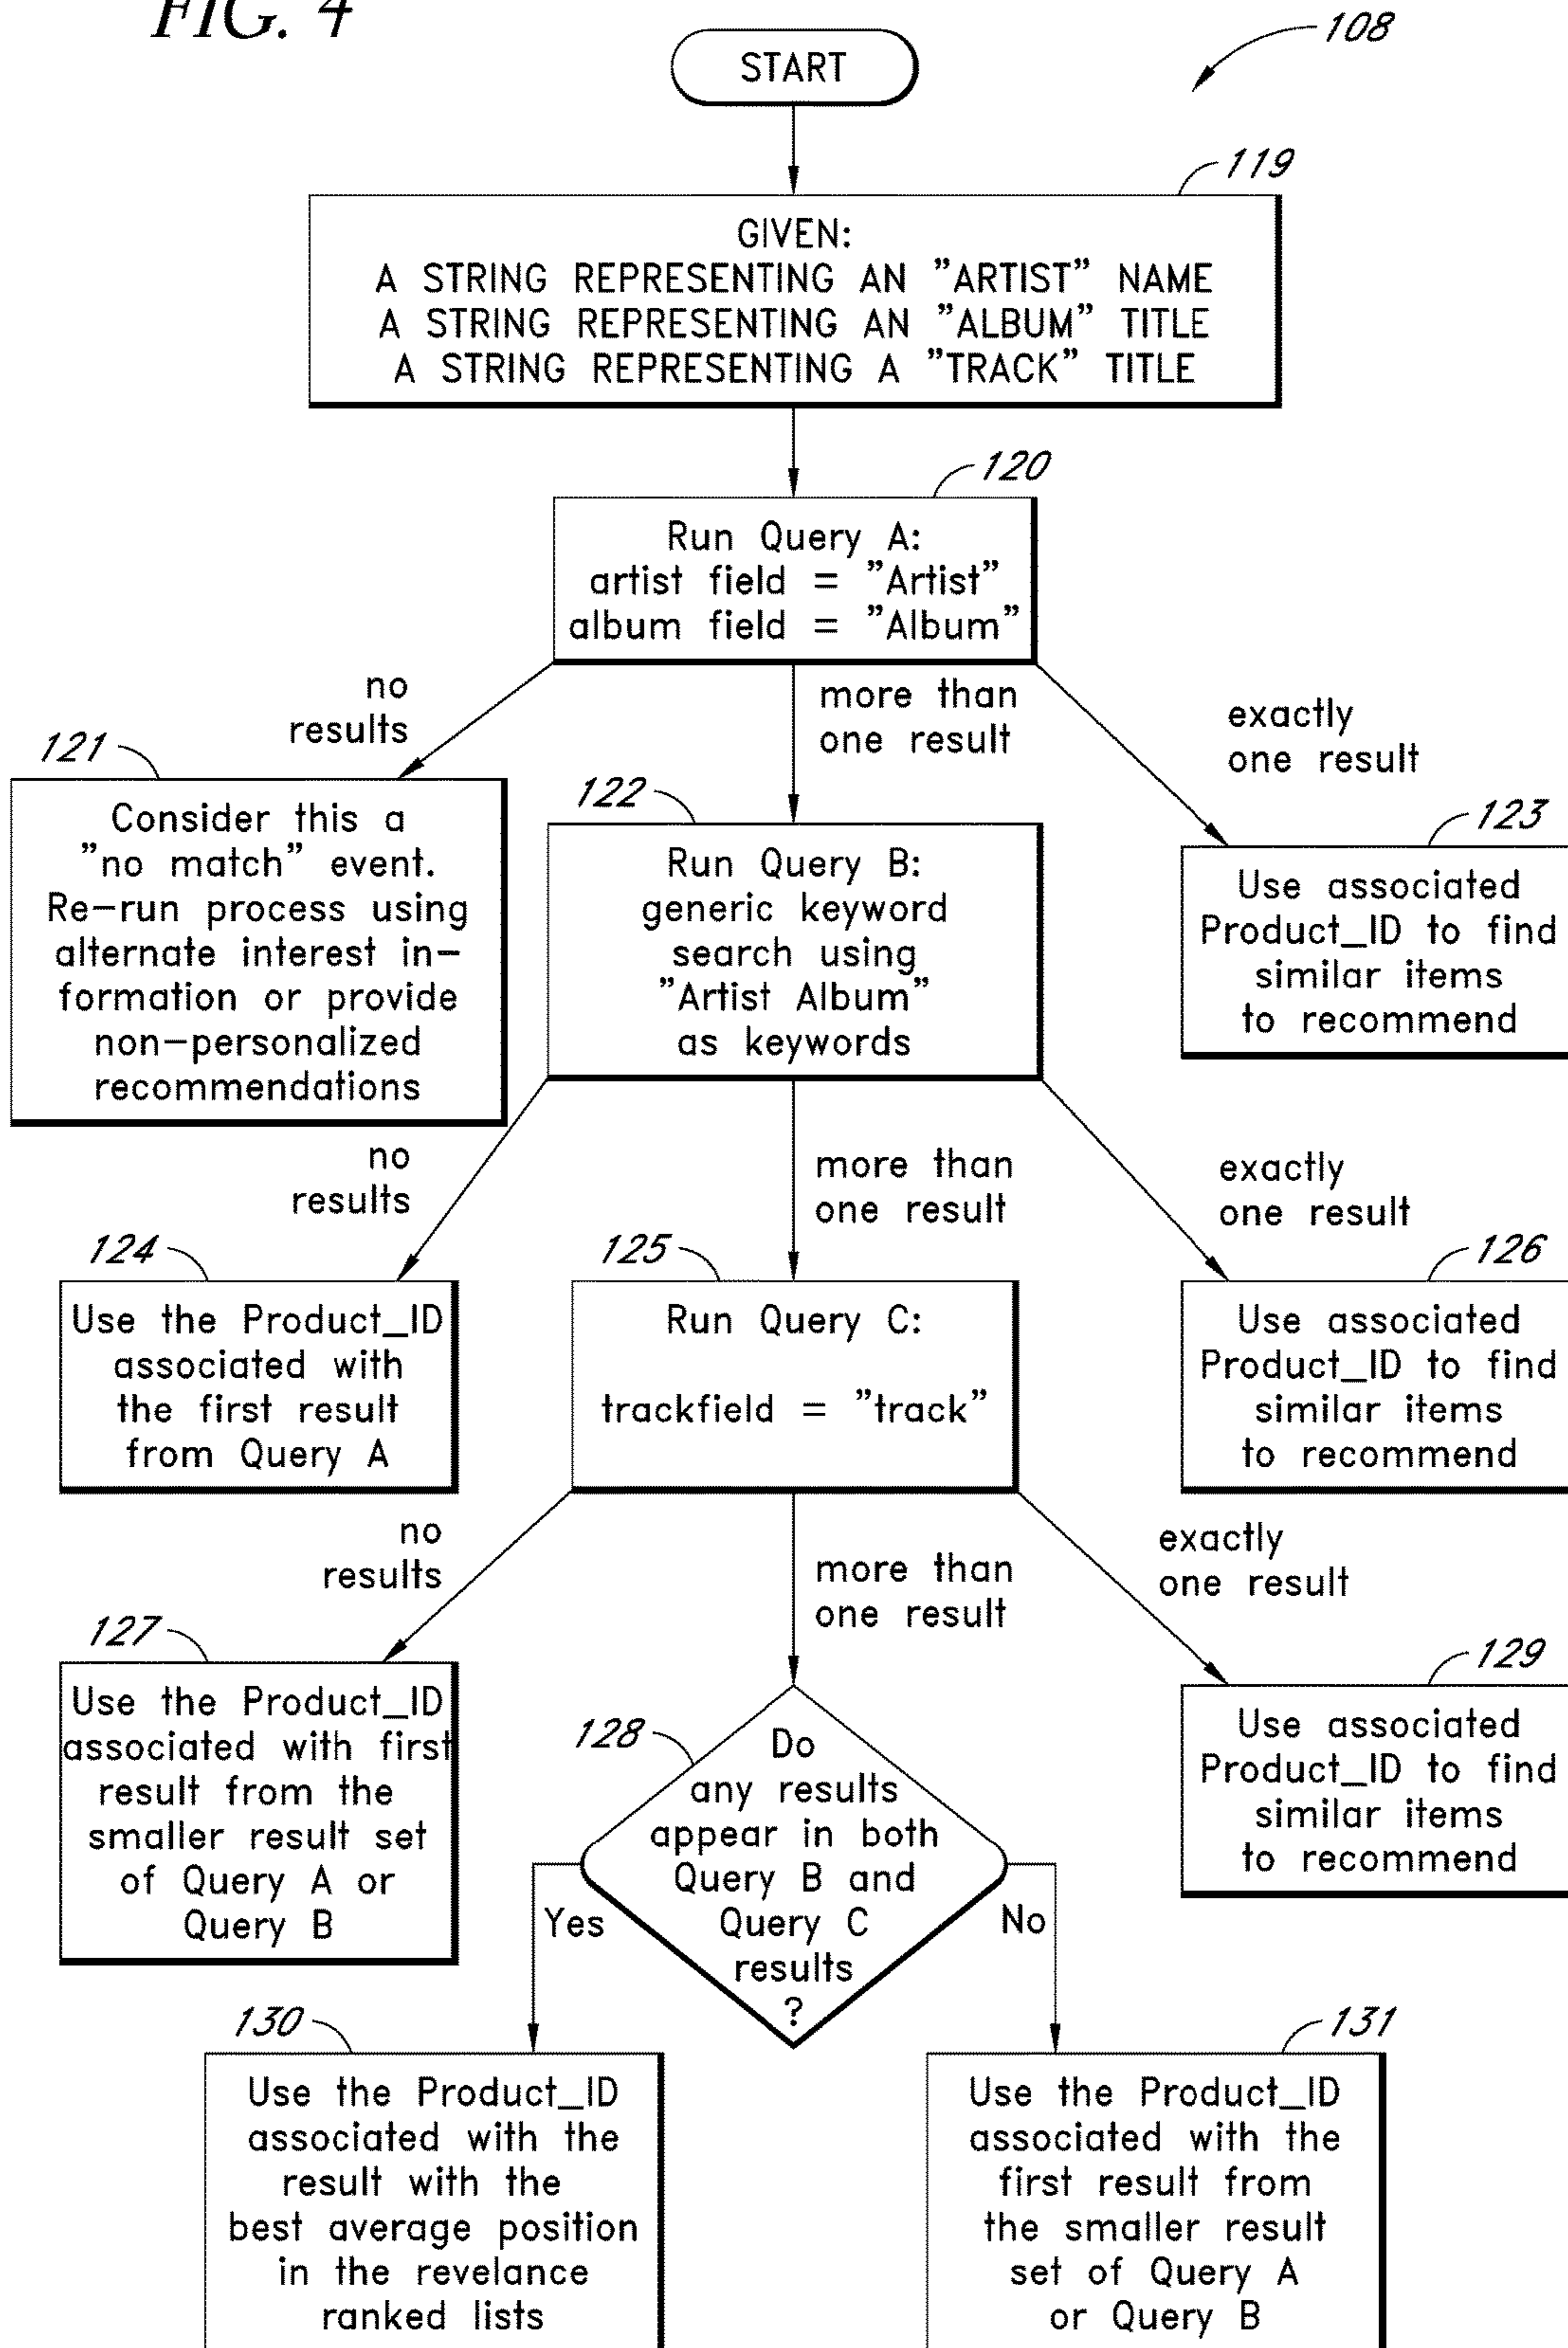 FIG. 4
108
START
119
GIVEN:
A STRING REPRESENTING AN "ARTIST" NAME
A STRING REPRESENTING AN "ALBUM" TITLE
A STRING REPRESENTING A "TRACK" TITLE
120
Run Query A:
artist field = "Artist"
album field = "Album"
no
results
more than
one result
exactly
one result
121
Consider this a
"no match" event.
Re-run process using
alternate interest in-
formation or provide
non-personalized
recommendations
122
Run Query B:
generic keyword
search using
"Artist Album"
as keywords
123
Use associated
Product_ID to find
similar items
to recommend
no
results
more than
one result
exactly
one result
124
Use the Product_ID
associated with
the first result
from Query A
125
Run Query C:
trackfield = "track"
126
Use associated
Product_ID to find
similar items
to recommend
no
results
more than
one result
exactly
one result
127
Use the Product_ID
associated with first
result from the
smaller result set
of Query A or
Query B
128
Do
any results
appear in both
Query B and
Query C
results
?
129
Use associated
Product_ID to find
similar items
to recommend
Yes
No
130
Use the Product_ID
associated with the
result with the
best average position
in the revelance
ranked lists
131
Use the Product_ID
associated with the
first result from
the smaller result
set of Query A
or Query B